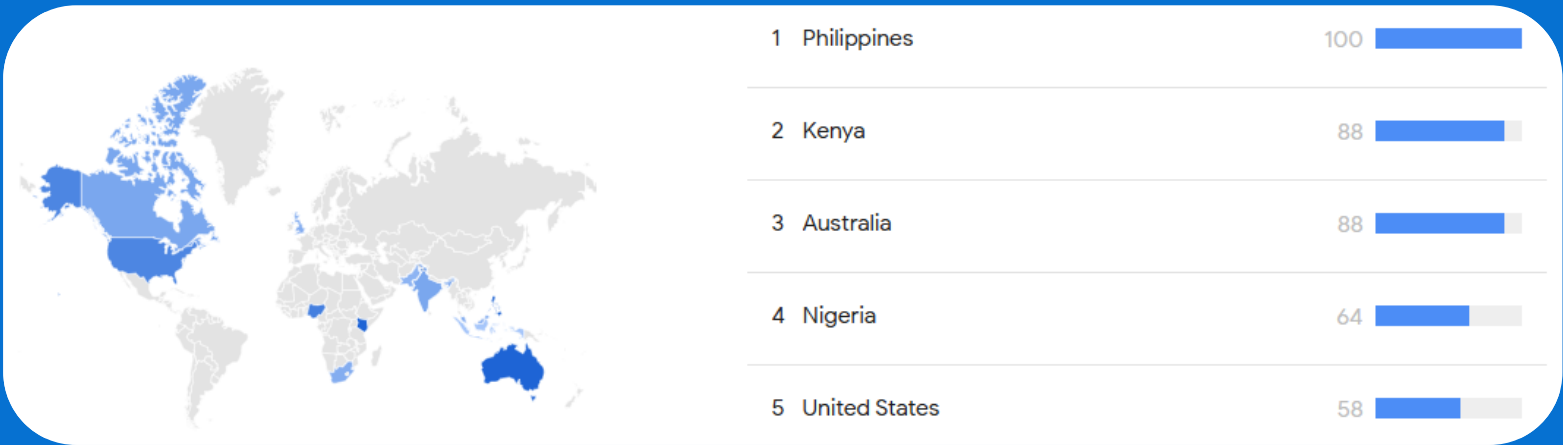 1 Philippines 100
2 Kenya 88
3 Australia 88
4 Nigeria 64
5 United States 58